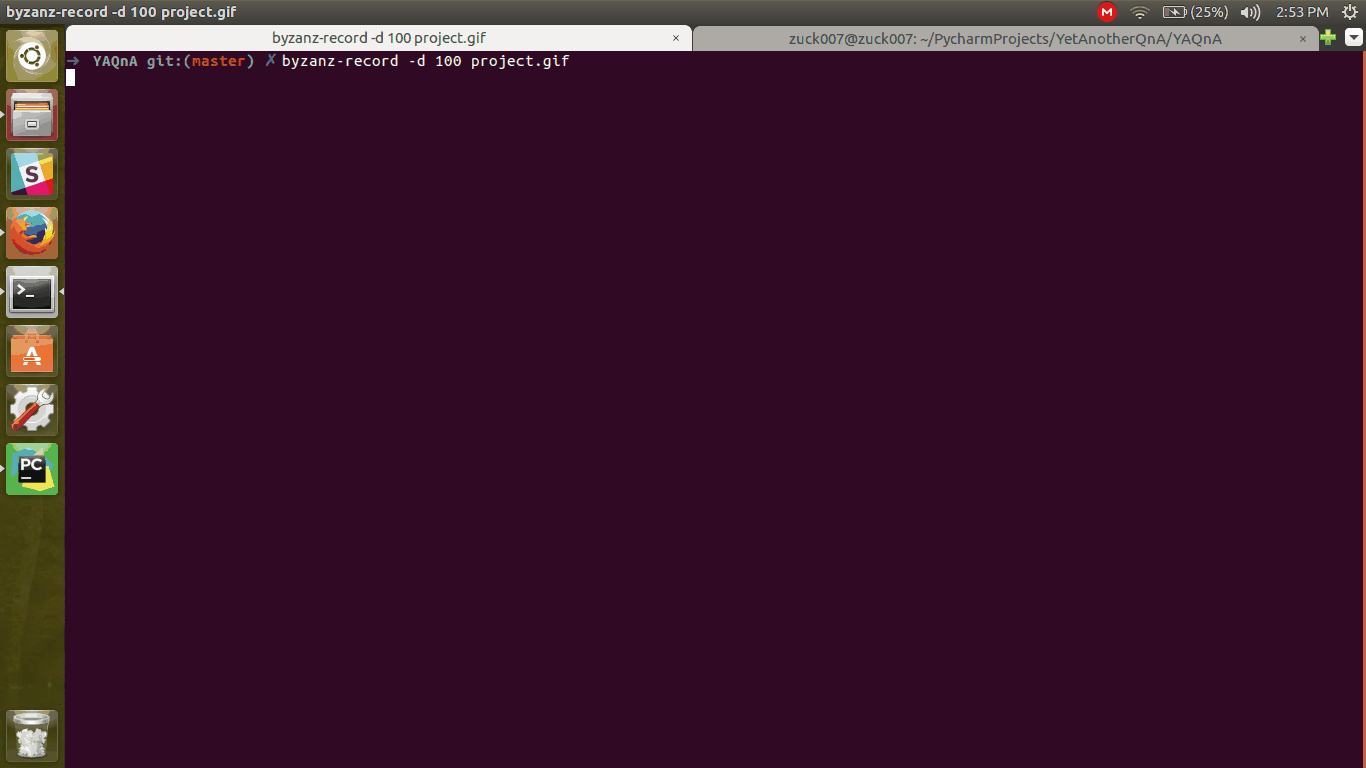 byzanz-record -d 100 project.gif
M
(25%)
2:53 PM
byzanz-record -d 100 project.gif ×
zuck007@zuck007: ~/PycharmProjects/YetAnotherQnA/YAQnA ×
➜ YAQnA git:(master) ✗ byzanz-record -d 100 project.gif
S
>_
A
PC